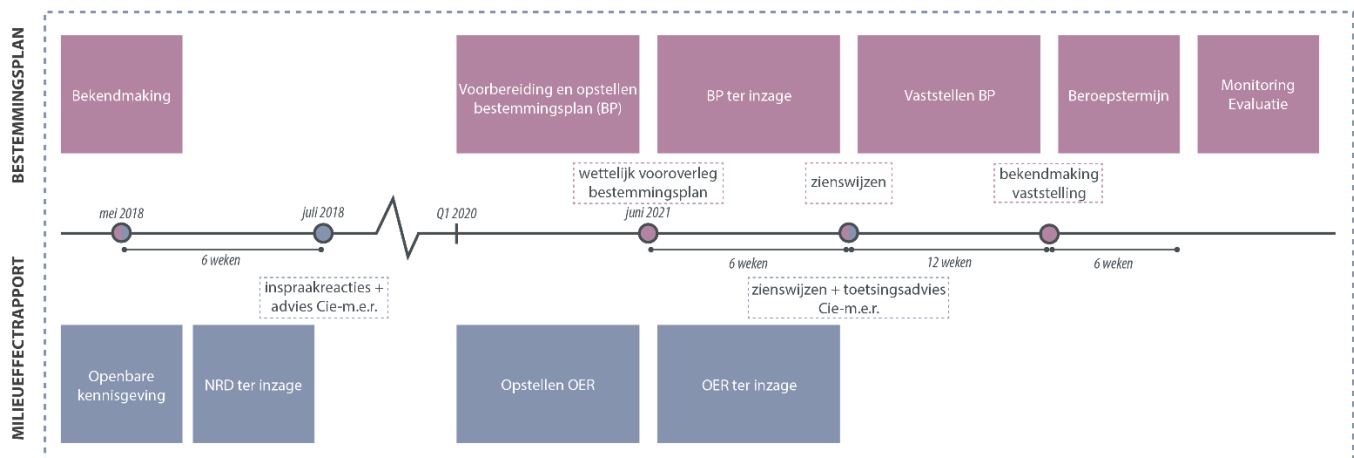 BESTEMMINGSPLAN
Bekendmaking
Voorbereiding en opstellen
bestemmingsplan (BP)
BP ter inzage
Vaststellen BP
Beroepstermijn
Monitoring
Evaluatie
wettelijk vooroverleg
bestemmingsplan
zienswijzen
bekendmaking
vaststelling
mei 2018
juli 2018
Q1 2020
juni 2021
6 weken
6 weken
12 weken
6 weken
inspraakreacties +
advies Cie-m.e.r.
zienswijzen + toetsingsadvies
Cie-m.e.r.
MILIEUEFFECTRAPPORT
Openbare
kennisgeving
NRD ter inzage
Opstellen OER
OER ter inzage